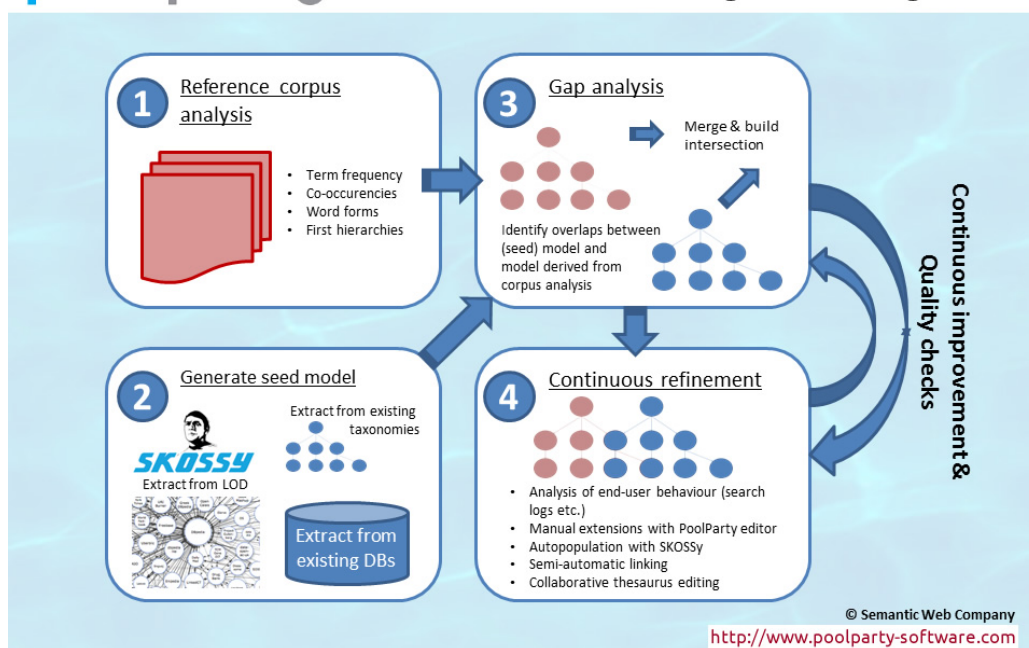 1
Reference corpus
analysis
• Term frequency
• Co-occurencies
• Word forms
• First hierarchies
3
Gap analysis
Merge & build
intersection
Identify overlaps between
(seed) model and
model derived from
corpus analysis
2
Generate seed model
SKOSSY
Extract from LOD
Extract from existing
taxonomies
Extract from
existing DBs
4
Continuous refinement
• Analysis of end-user behaviour (search
logs etc.)
• Manual extensions with PoolParty editor
• Autopopulation with SKOSSy
• Semi-automatic linking
• Collaborative thesaurus editing
Continuous improvement &
Quality checks
© Semantic Web Company
http://www.poolparty-software.com